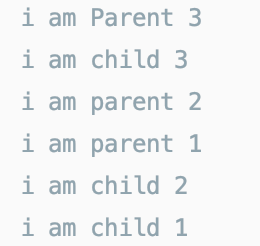 i am Parent 3
i am child 3
i am parent 2
i am parent 1
i am child 2
i am child 1